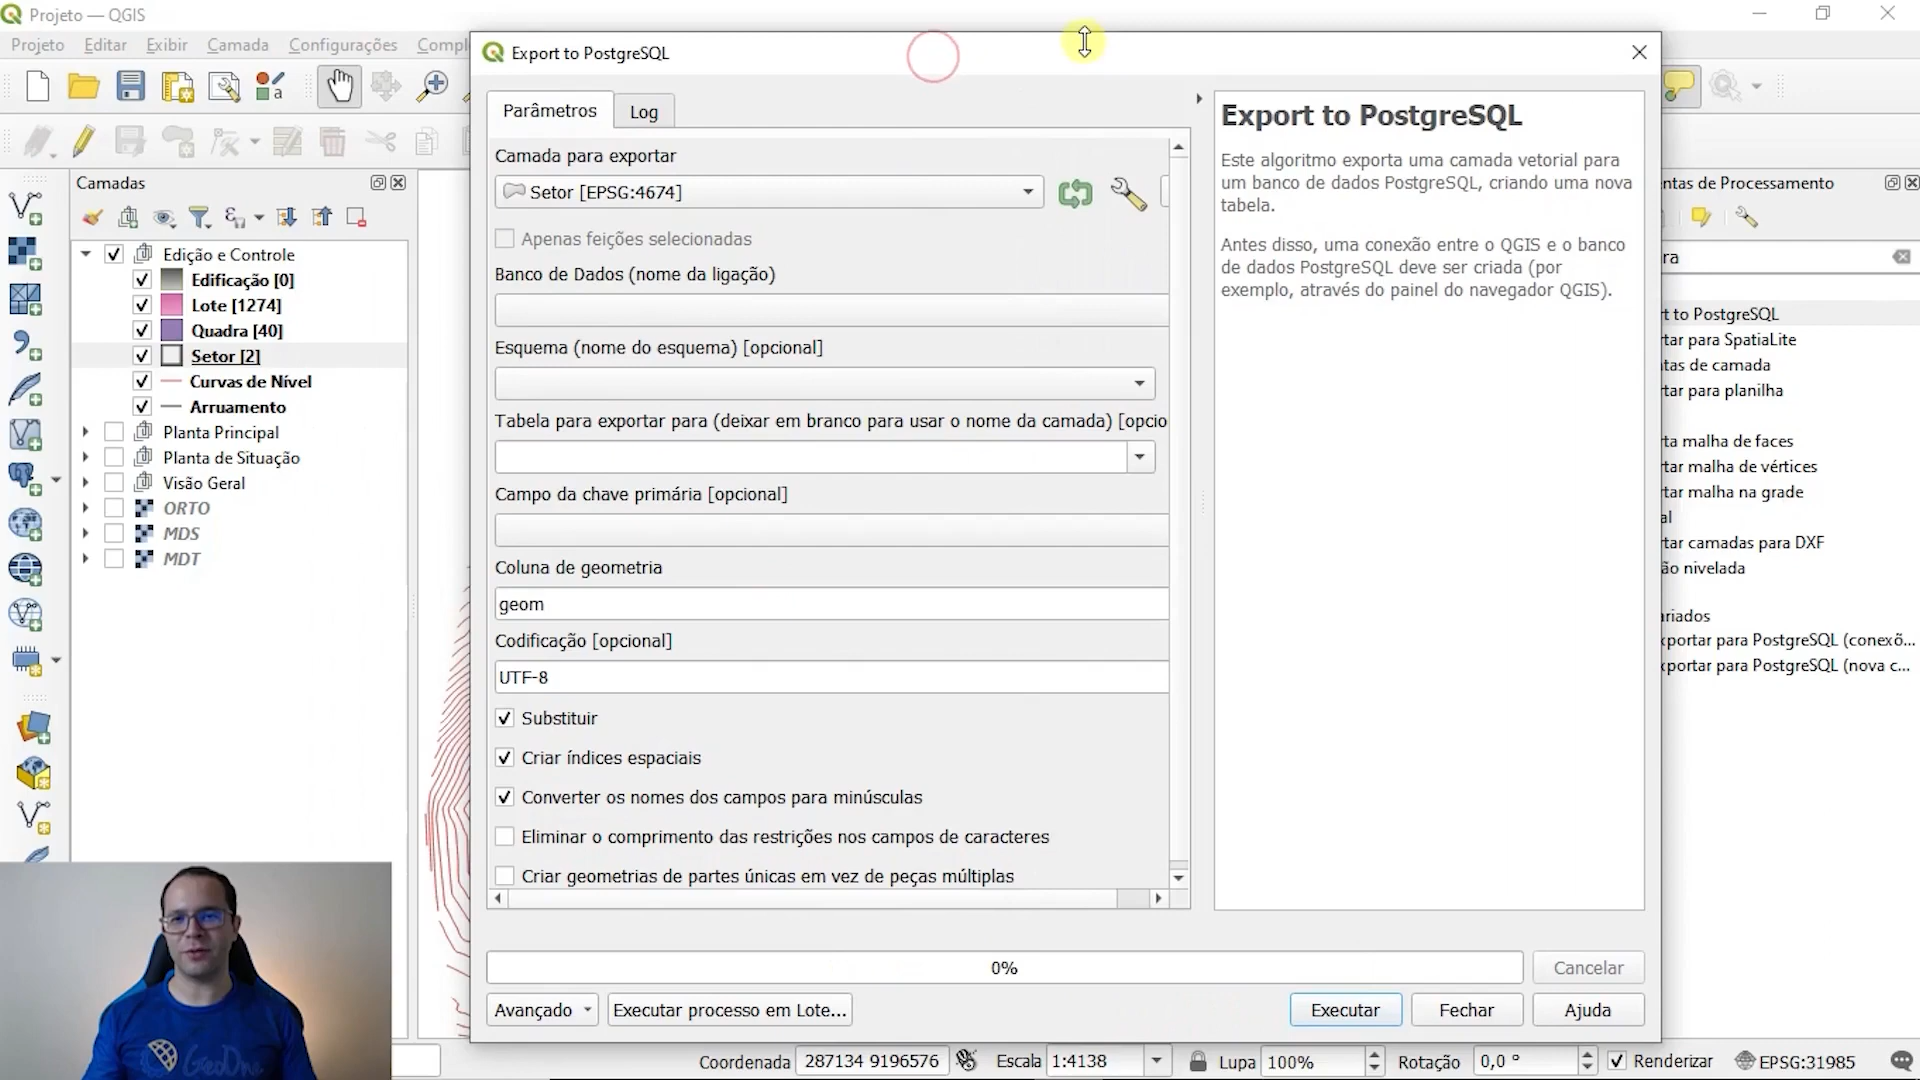 Projeto — QGIS
Projeto Editar Exibir Camada Configurações Compl
Export to PostgreSQL
Parâmetros
Log
Camada para exportar
Setor [EPSG:4674]
Apenas feições selecionadas
Banco de Dados (nome da ligação)
Esquema (nome do esquema) [opcional]
Tabela para exportar para (deixar em branco para usar o nome da camada) [opcio
Campo da chave primária [opcional]
Coluna de geometria
geom
Codificação [opcional]
UTF-8
Substituir
Criar índices espaciais
Converter os nomes dos campos para minúsculas
Eliminar o comprimento das restrições nos campos de caracteres
Criar geometrias de partes únicas em vez de peças múltiplas
0%
Cancelar
Avançado
Executar processo em Lote...
Executar
Fechar
Ajuda
Export to PostgreSQL
Este algoritmo exporta uma camada vetorial para
um banco de dados PostgreSQL, criando uma nova
tabela.
Antes disso, uma conexão entre o QGIS e o banco
de dados PostgreSQL deve ser criada (por
exemplo, através do painel do navegador QGIS).
Camadas
Edição e Controle
Edificação [0]
Lote [1274]
Quadra [40]
Setor [2]
Curvas de Nível
Arruamento
Planta Principal
Planta de Situação
Visão Geral
ORTO
MDS
MDT
ntas de Processamento
ra
rt to PostgreSQL
tar para SpatiaLite
tas de camada
tar para planilha
ta malha de faces
tar malha de vértices
tar malha na grade
al
tar camadas para DXF
ão nivelada
riados
xportar para PostgreSQL (conexõ...
xportar para PostgreSQL (nova c...
GeoOne
Coordenada 287134 9196576 Escala 1:4138 Lupa 100% Rotação 0,0 ° Renderizar EPSG:31985